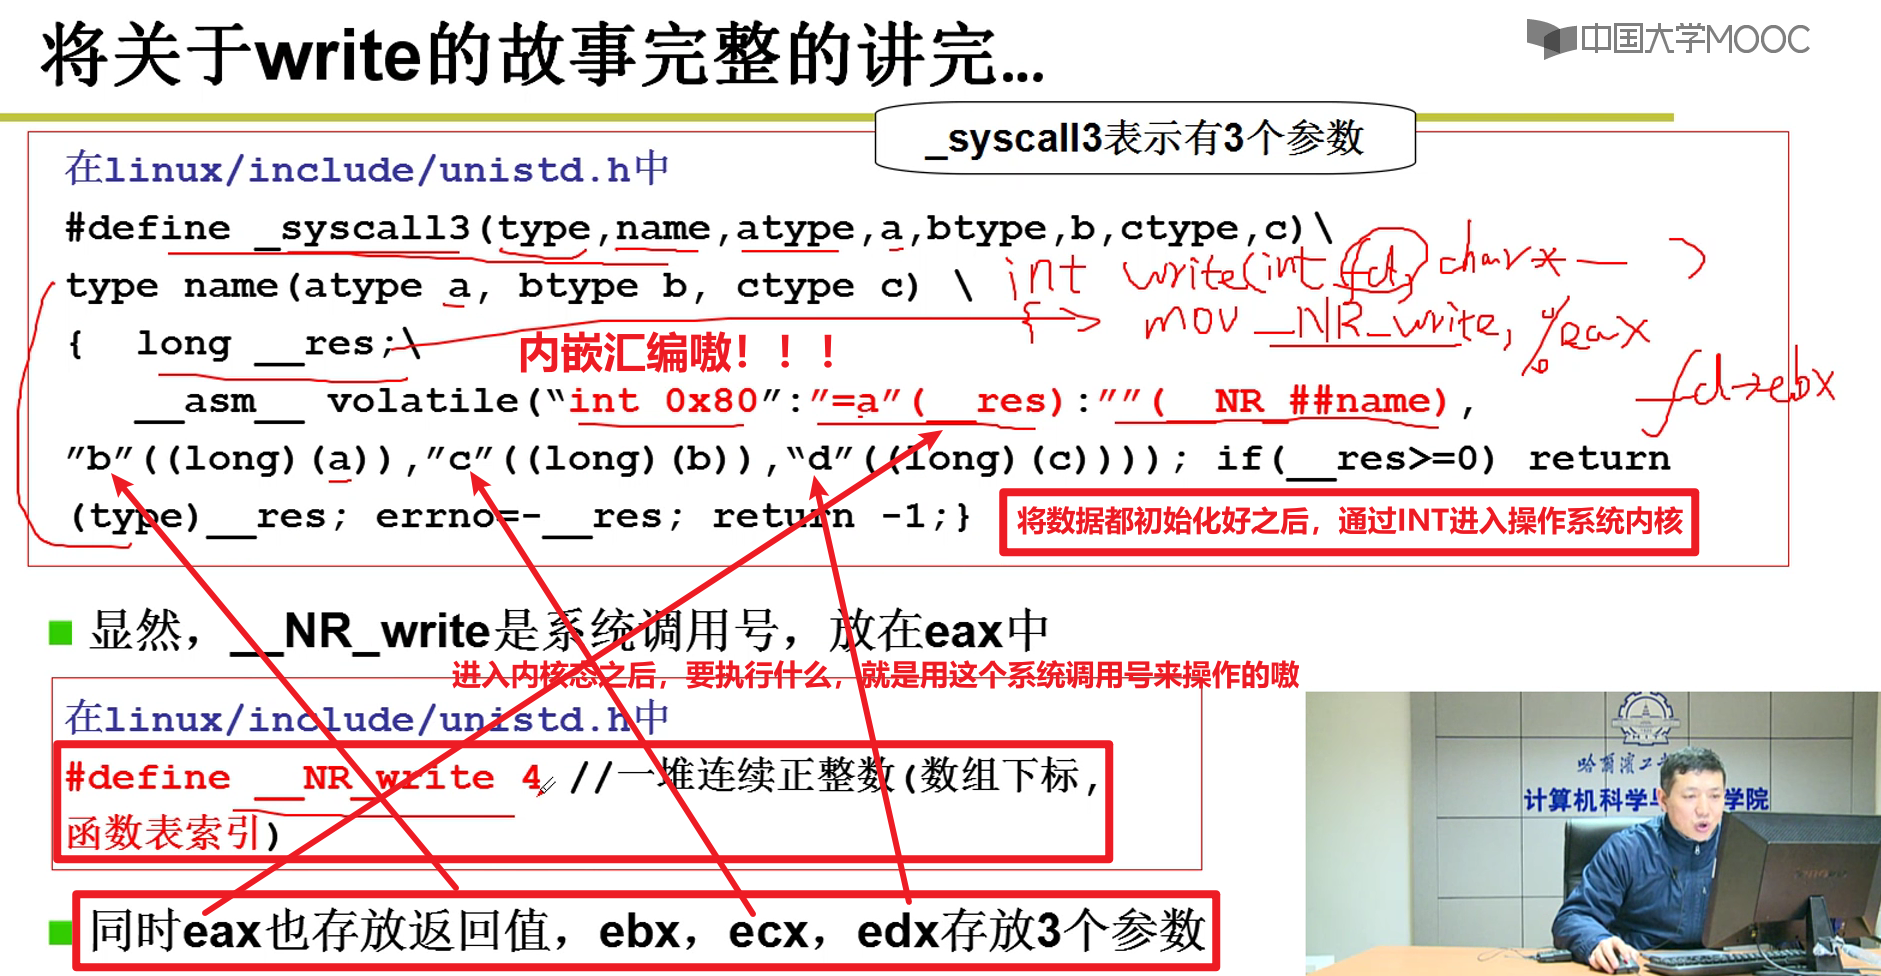 将关于write的故事完整的讲完...
中国大学MOOC
_syscall3表示有3个参数
在linux/include/unistd.h中
#define _syscall3(type,name,atype,a,btype,b,ctype,c)\
type name(atype a, btype b, ctype c) \
int write(int fd, char* — )
{ long __res;\
内嵌汇编嗷！！！
{ mov __NR_write, %eax
fd→ebx
__asm__ volatile(“int 0x80”:”=a”(__res):””(__NR_##name),
”b”((long)(a)),”c”((long)(b)),“d”((long)(c)))); if(__res>=0) return
(type)__res; errno=-__res; return -1;}
将数据都初始化好之后，通过INT进入操作系统内核
显然，__NR_write是系统调用号，放在eax中
进入内核态之后，要执行什么，就是用这个系统调用号来操作的嗷
在linux/include/unistd.h中
#define __NR_write 4 //一堆连续正整数(数组下标,
函数表索引)
同时eax也存放返回值，ebx，ecx，edx存放3个参数
哈尔滨工
计算机科学与 学院